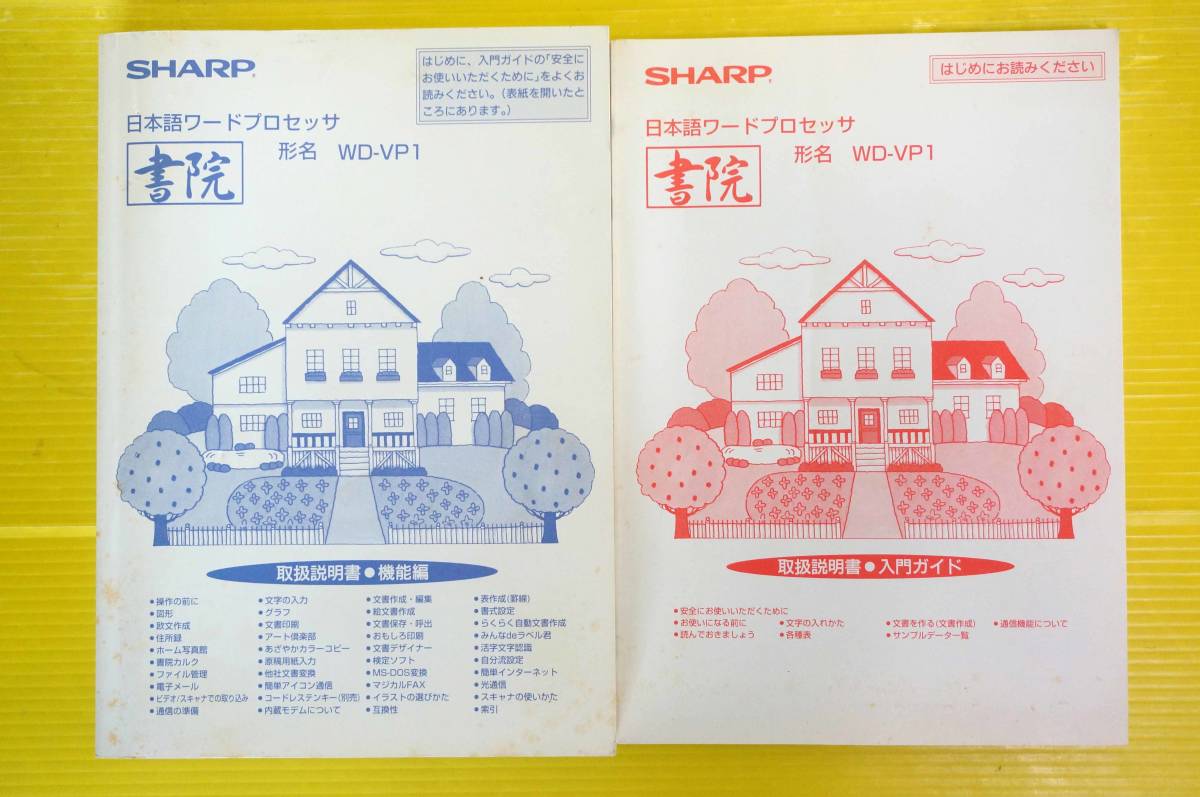 SHARP
はじめに、入門ガイドの「安全に
お使いいただくために」をよくお
読みください。(表紙を開いたと
ころにあります。)
日本語ワードプロセッサ
書院
形名 WD-VP1
取扱説明書●機能編
●操作の前に
●図形
●欧文作成
●住所録
●ホーム写真館
●書院カルク
●ファイル管理
●電子メール
●ビデオ/スキャナでの取り込み
●通信の準備
●文字の入力
●グラフ
●文書印刷
●アート倶楽部
●あざやかカラーコピー
●原稿用紙入力
●他社文書変換
●簡単アイコン通信
●コードレステンキー(別売)
●内蔵モデムについて
●文書作成・編集
●絵文書作成
●文書保存・呼出
●おもしろ印刷
●文書デザイナー
●検定ソフト
●MS-DOS変換
●マジカルFAX
●イラストの選びかた
●互換性
●表作成(罫線)
●書式設定
●らくらく自動文書作成
●みんなdeラベル君
●活字文字認識
●自分流設定
●簡単インターネット
●光通信
●スキャナの使いかた
●索引
SHARP
はじめにお読みください
日本語ワードプロセッサ
書院
形名 WD-VP1
取扱説明書●入門ガイド
●安全にお使いいただくために
●お使いになる前に
●読んでおきましょう
●文字の入れかた
●各種表
●文書を作る(文書作成)
●サンプルデータ一覧
●通信機能について